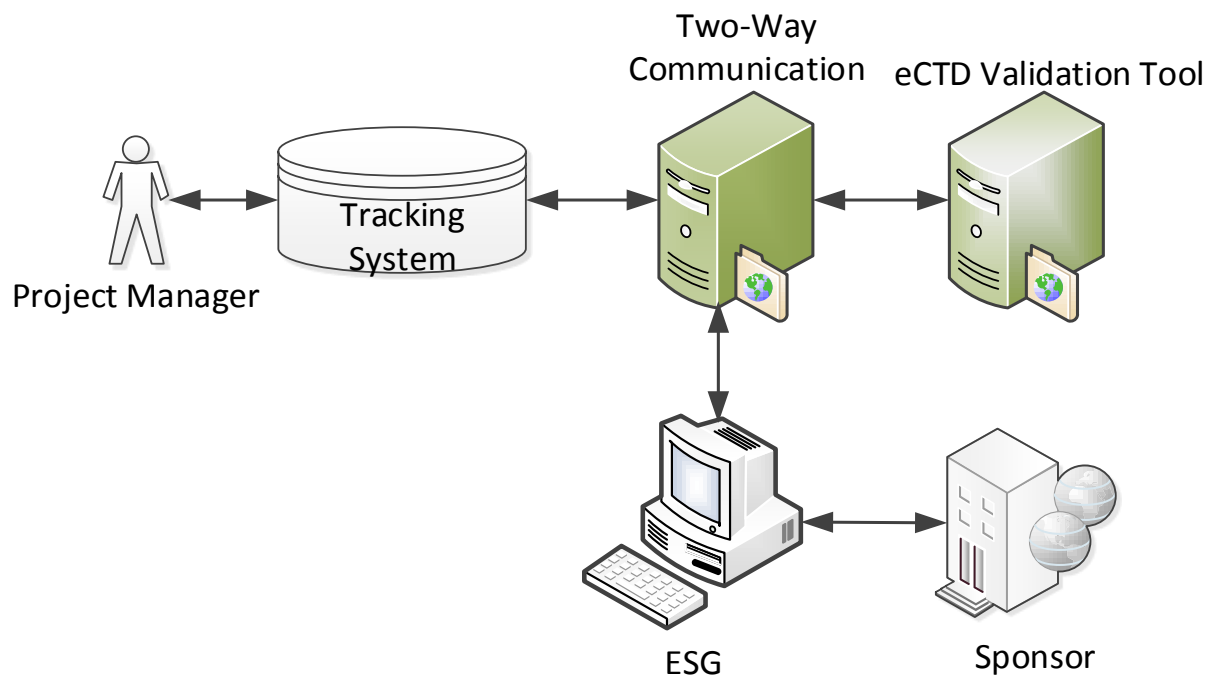 Two-Way
Communication
eCTD Validation Tool
Tracking
System
Project Manager
ESG
Sponsor